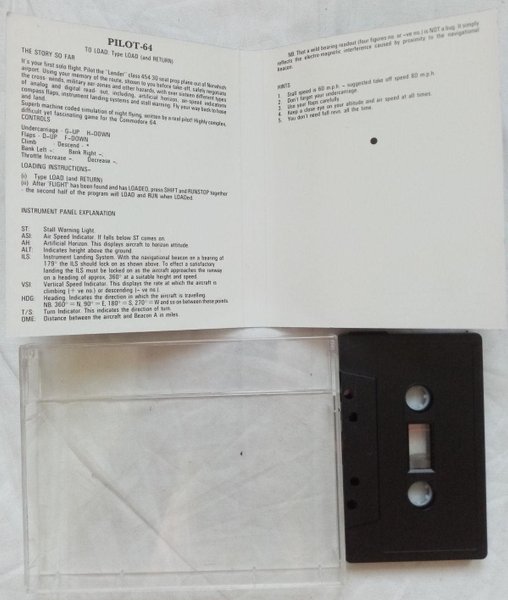 PILOT-64
TO LOAD: Type LOAD (and RETURN)
THE STORY SO FAR
It's your first solo flight. Pilot the "Lender" class 454 30 seat prop plane out of Nunwhich
airport. Using your memory of the route, shown to you before take-off, safely negotiate
the cross-winds, military war zones and other hazards, with over sixteen different types
of analog and digital read-out, including, artificial horizon, air-speed indications
compass flaps, instrument landing systems and stall warning. Fly your way back to base
and land.
Superb machine coded simulation of night flying, written by a real pilot! Highly complex,
difficult yet fascinating game for the Commodore 64.
CONTROLS
Undercarriage - G-UP H-DOWN
Flaps - D-UP F-DOWN
Climb Descend - *
Bank Left -: Bank Right -;
Throttle Increase -. Decrease -,
LOADING INSTRUCTIONS-
(i) Type LOAD (and RETURN)
(ii) After 'FLIGHT' has been found and has LOADED, press SHIFT and RUNSTOP together
- the second half of the program will LOAD and RUN when LOADed.
INSTRUMENT PANEL EXPLANATION
ST: Stall Warning Light.
ASI: Air Speed Indicator. If falls below ST comes on.
AH: Artificial Horizon. This displays aircraft to horizon attitude.
ALT: Indicates height above the ground.
ILS: Instrument Landing System. With the navigational beacon on a bearing of
179° the ILS should lock on as shown above. To effect a satisfactory
landing the ILS must be locked on as the aircraft approaches the runway
on a heading of approx. 360° at a suitable height and speed.
VSI: Vertical Speed Indicator. This displays the rate at which the aircraft is
climbing (+ ve no.) or descending (- ve no.).
HDG: Heading. Indicates the direction in which the aircraft is travelling.
NB. 360° = N, 90° = E, 180° = S, 270° = W and so on between these points.
T/S: Turn Indicator. This indicates the direction of turn.
DME: Distance between the aircraft and Beacon A in miles.
NB. That a wild bearing readout (four figures no. or -ve no.) is NOT a bug. It simply
reflects the electro-magnetic interference caused by proximity to the navigational
beacon.
HINTS
1. Stall speed is 60 m.p.h. - suggested take off speed 80 m.p.h.
2. Don't forget your undercarriage.
3. Use your flaps carefully.
4. Keep a close eye on your altitude and air speed at all times.
5. You don't need full revs. all the time.